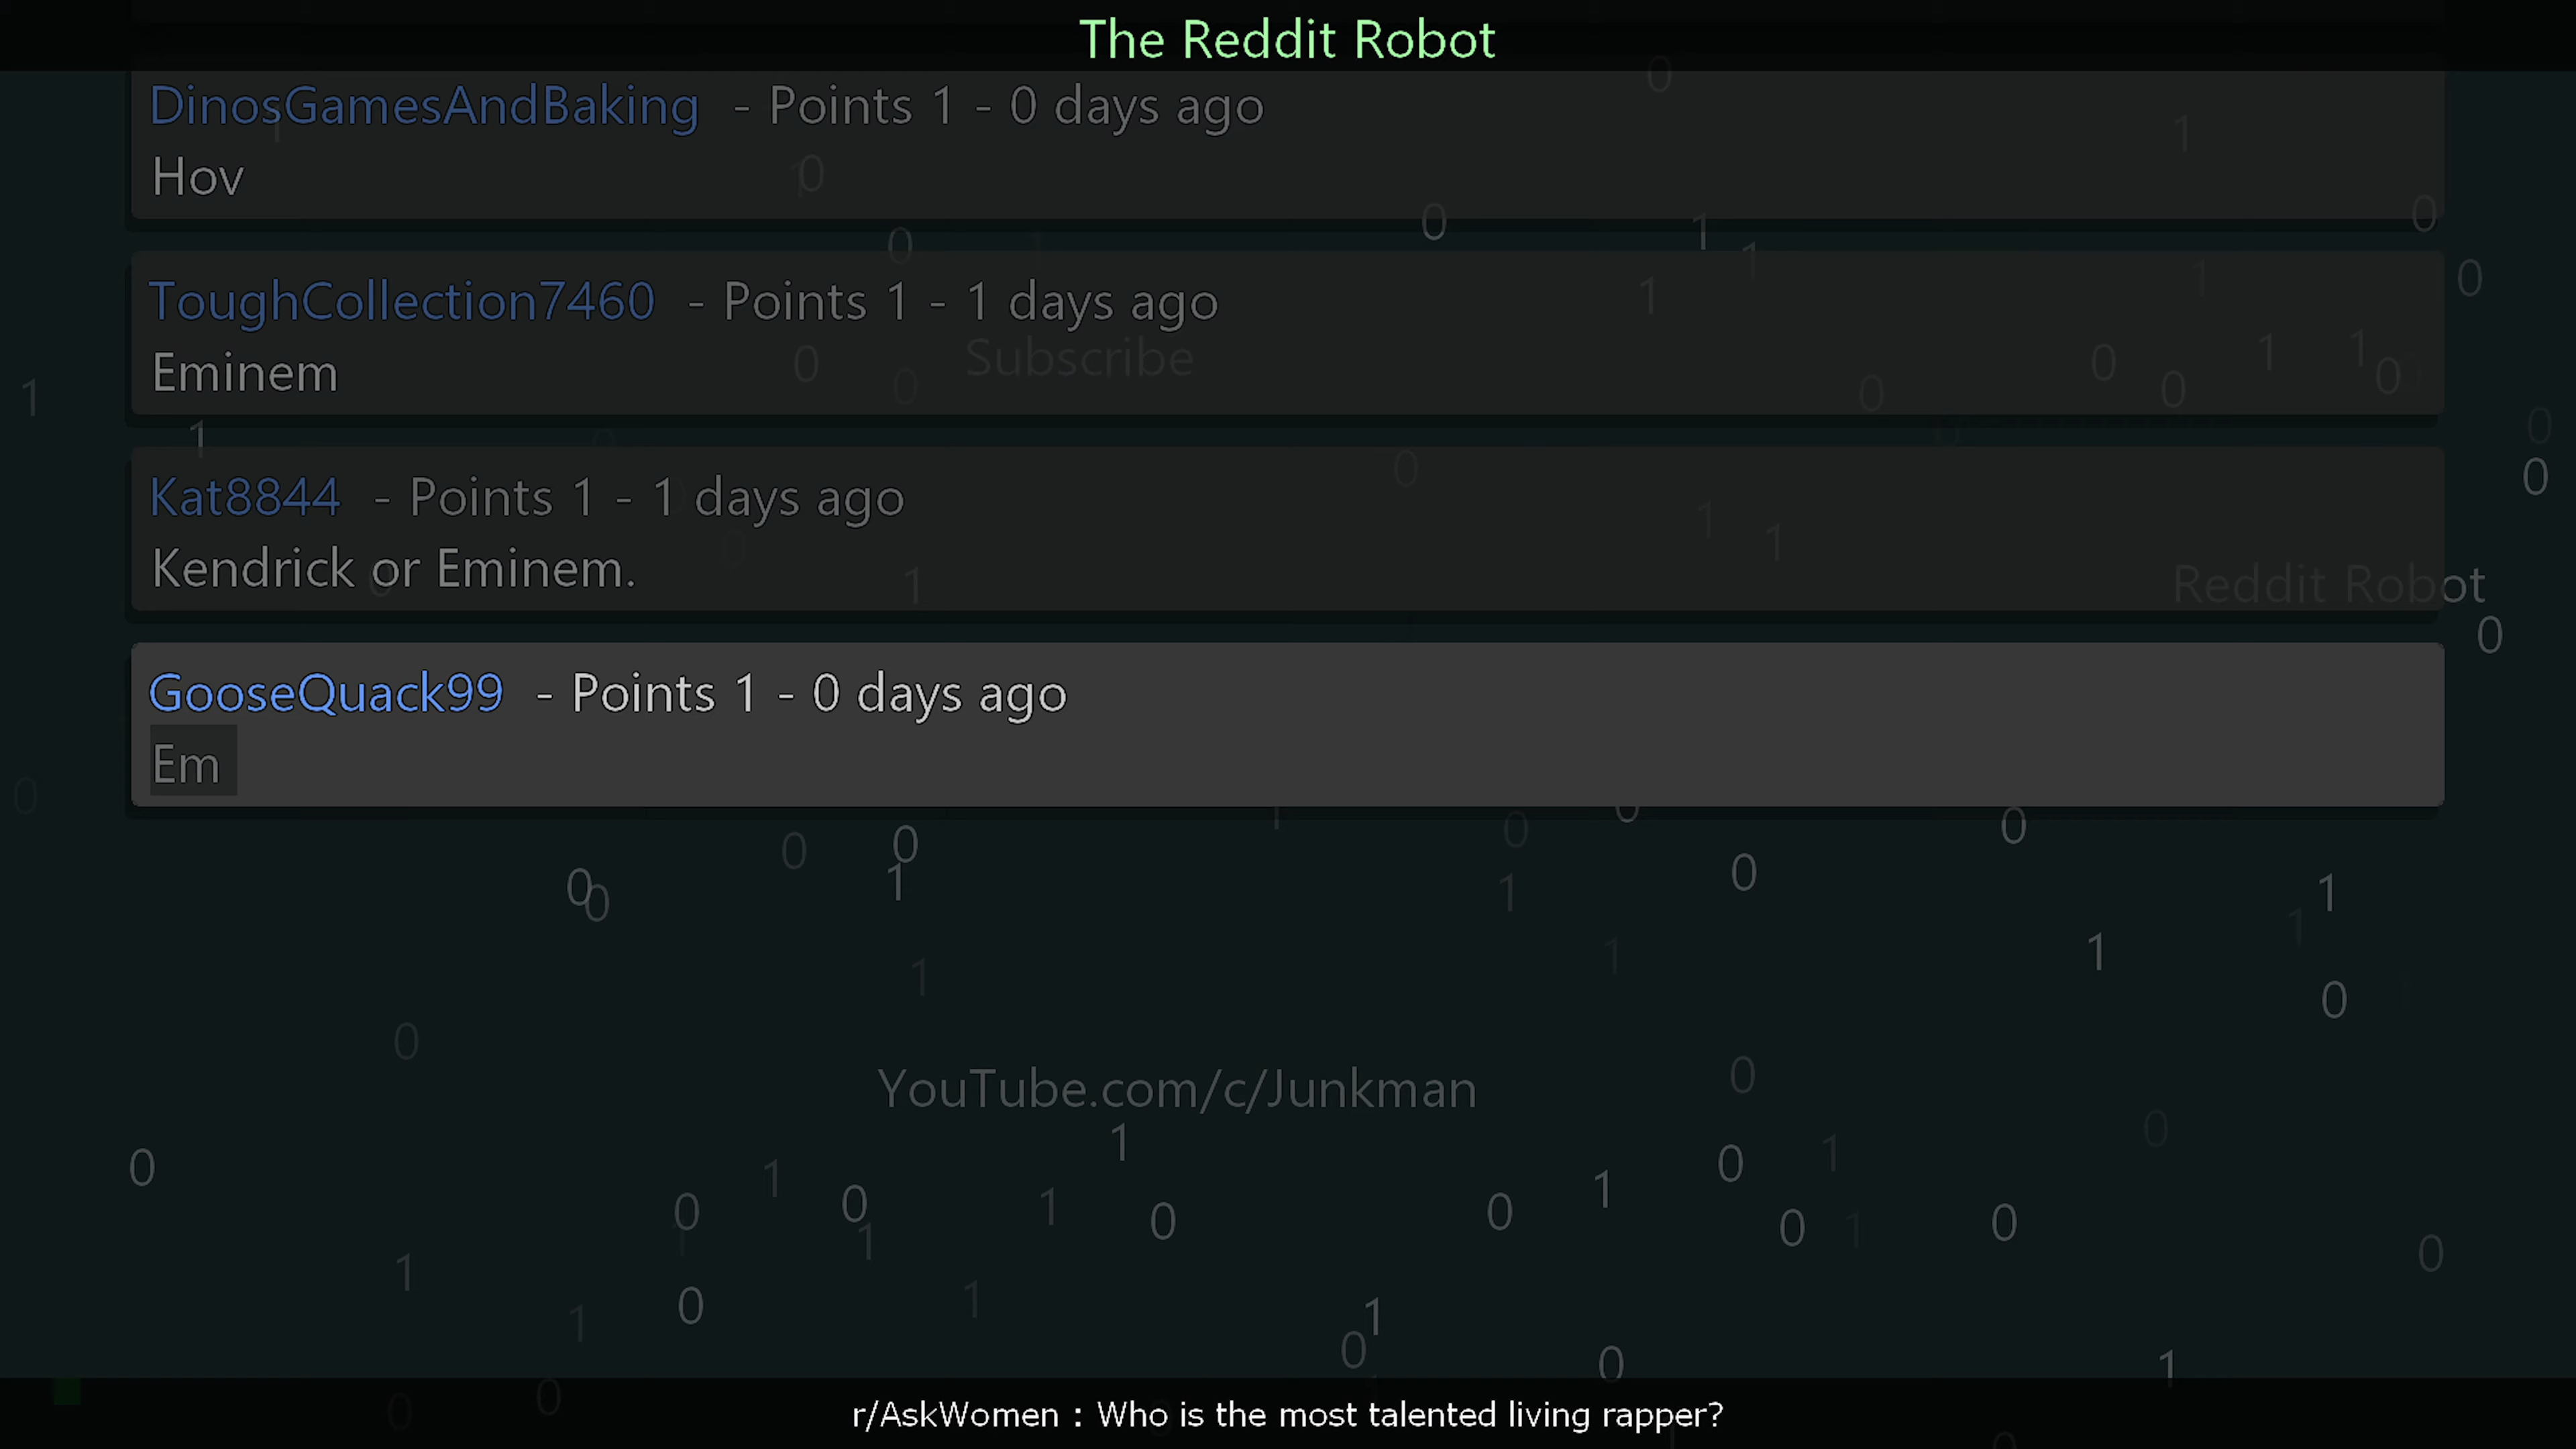 The Reddit Robot
DinosGamesAndBaking - Points 1 - 0 days ago
Hov
ToughCollection7460 - Points 1 - 1 days ago
Subscribe
Eminem
Kat8844 - Points 1 - 1 days ago
Kendrick or Eminem.
Reddit Robot
GooseQuack99 - Points 1 - 0 days ago
Em
YouTube.com/c/Junkman
r/AskWomen : Who is the most talented living rapper?